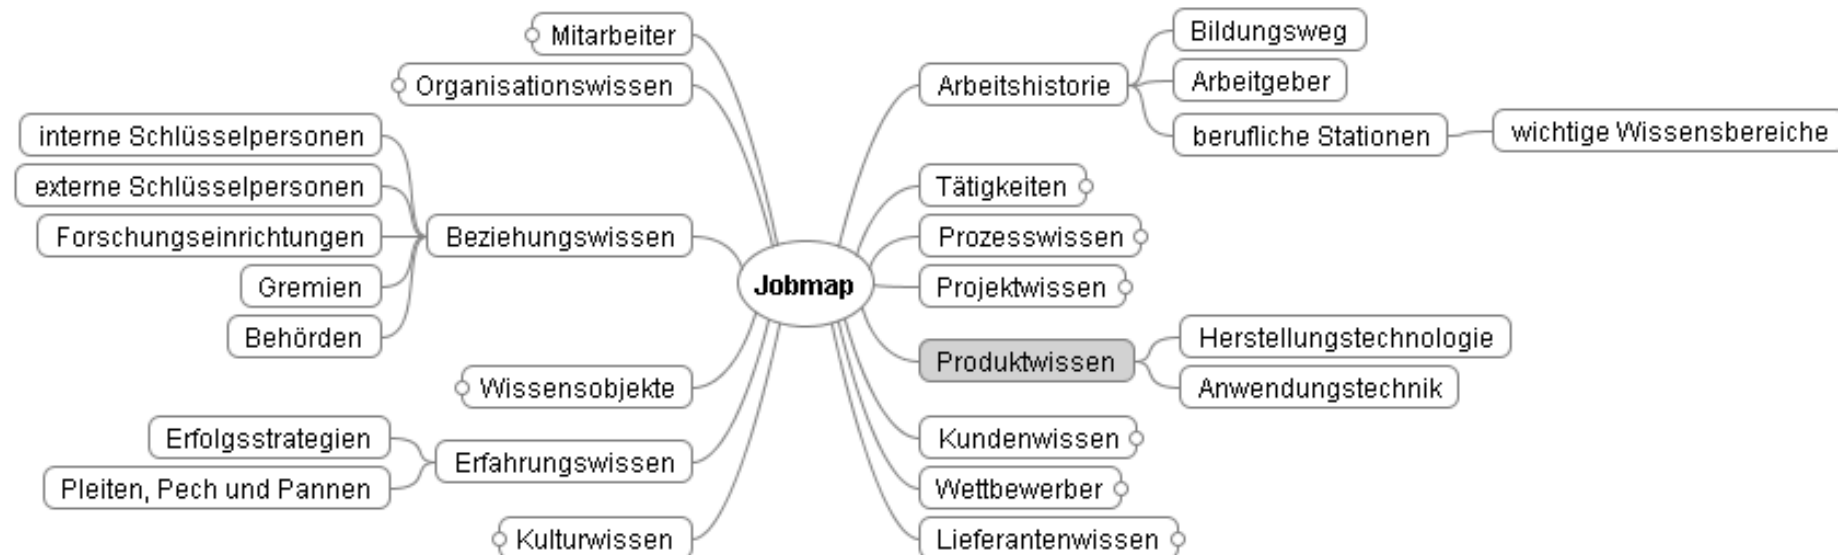 Jobmap
Mitarbeiter
Organisationswissen
Beziehungswissen
interne Schlüsselpersonen
externe Schlüsselpersonen
Forschungseinrichtungen
Gremien
Behörden
Wissensobjekte
Erfahrungswissen
Erfolgsstrategien
Pleiten, Pech und Pannen
Kulturwissen
Arbeitshistorie
Bildungsweg
Arbeitgeber
berufliche Stationen
wichtige Wissensbereiche
Tätigkeiten
Prozesswissen
Projektwissen
Produktwissen
Herstellungstechnologie
Anwendungstechnik
Kundenwissen
Wettbewerber
Lieferantenwissen